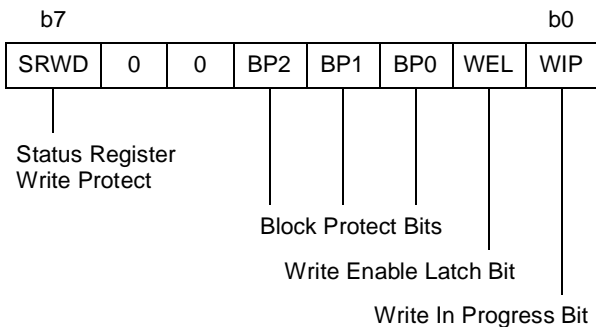 b7 b0
SRWD 0 0 BP2 BP1 BP0 WEL WIP
Status Register
Write Protect
Block Protect Bits
Write Enable Latch Bit
Write In Progress Bit